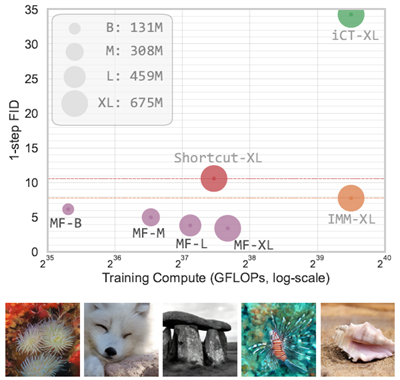 35
30
25
20
15
10
5
0
1-step FID
B: 131M
M: 308M
L: 459M
XL: 675M
iCT-XL
Shortcut-XL
IMM-XL
MF-B
MF-M
MF-L
MF-XL
2^35 2^36 2^37 2^38 2^39 2^40
Training Compute (GFLOPs, log-scale)